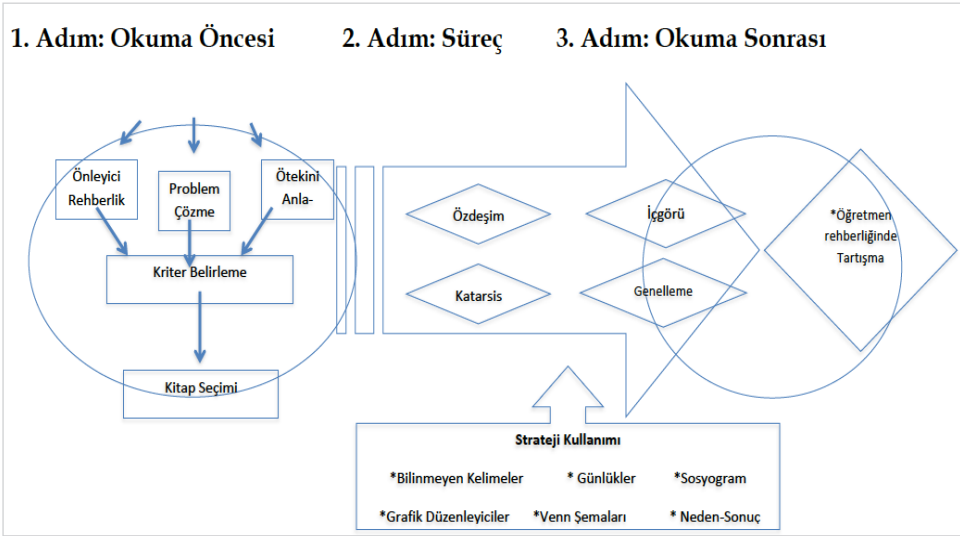 1. Adım: Okuma Öncesi
2. Adım: Süreç
3. Adım: Okuma Sonrası
Önleyici
Rehberlik
Problem
Çözme
Ötekini
Anla-
Kriter Belirleme
Kitap Seçimi
Özdeşim
Katarsis
İçgörü
Genelleme
*Öğretmen
rehberliğinde
Tartışma
Strateji Kullanımı
*Bilinmeyen Kelimeler * Günlükler *Sosyogram
*Grafik Düzenleyiciler *Venn Şemaları * Neden-Sonuç